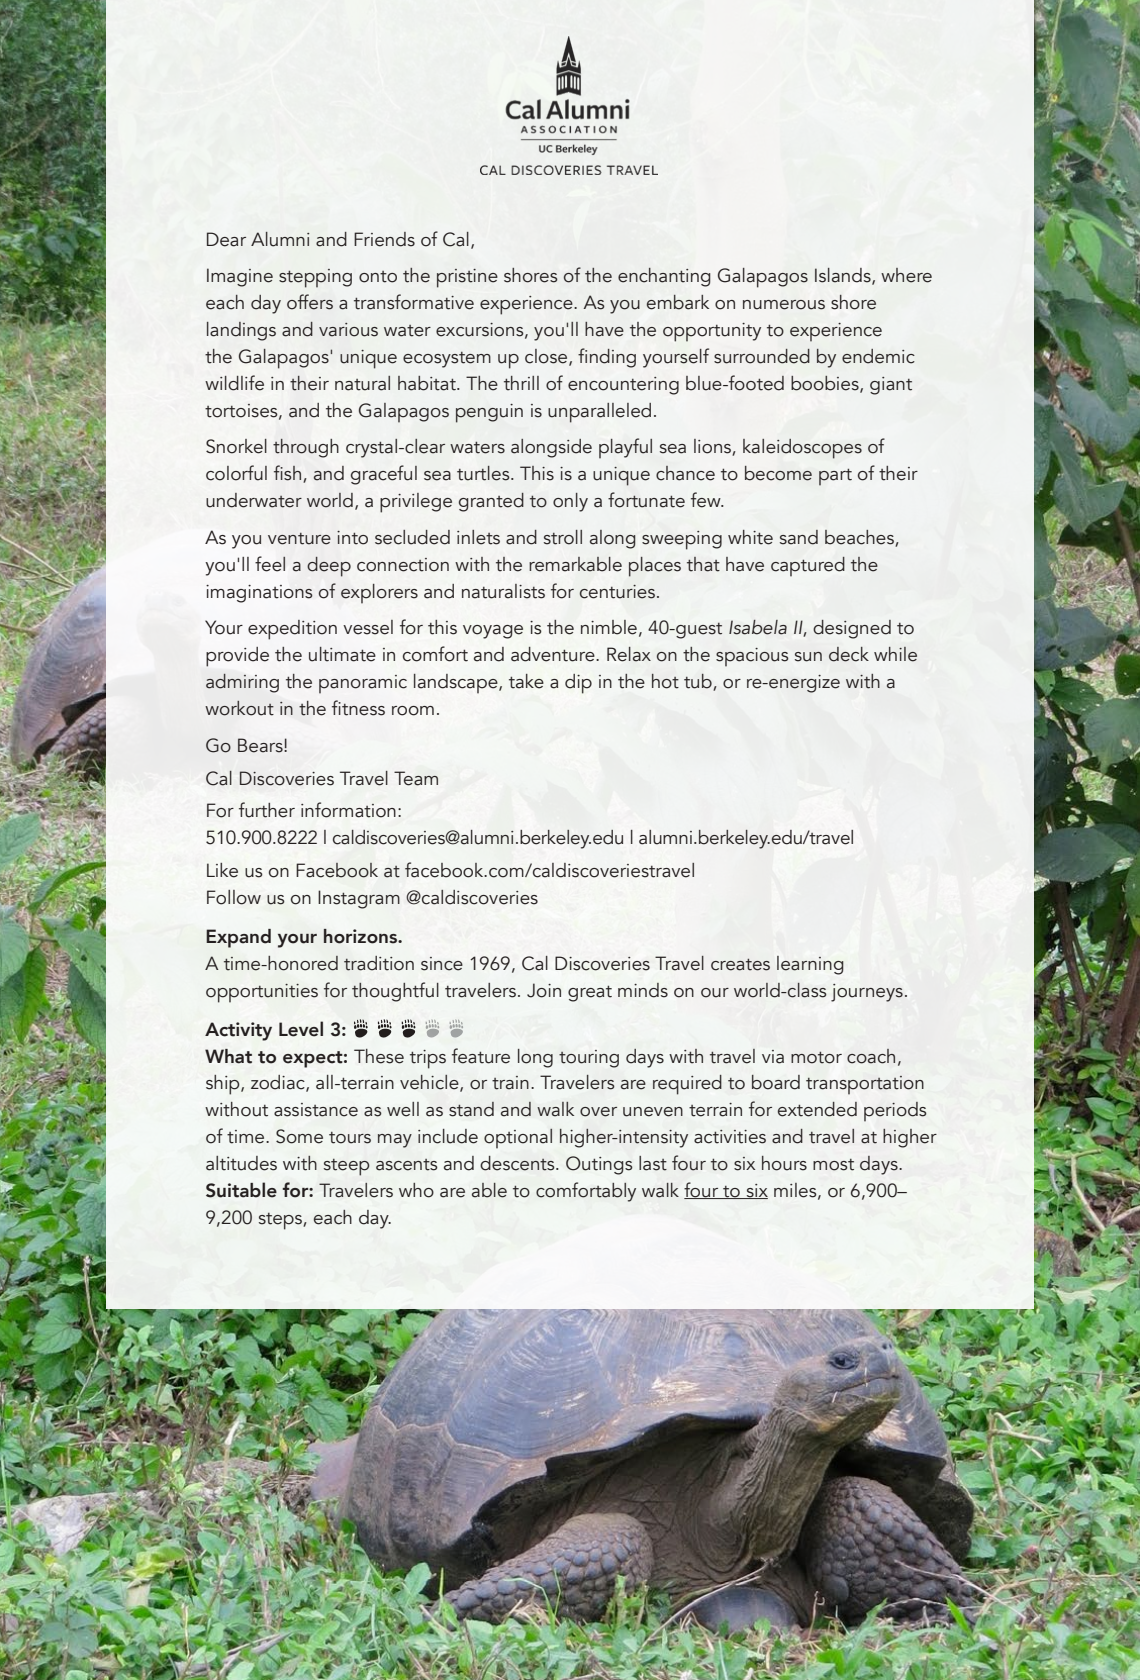 Cal Alumni
ASSOCIATION
UC Berkeley
CAL DISCOVERIES TRAVEL
Dear Alumni and Friends of Cal,
Imagine stepping onto the pristine shores of the enchanting Galapagos Islands, where
each day offers a transformative experience. As you embark on numerous shore
landings and various water excursions, you'll have the opportunity to experience
the Galapagos' unique ecosystem up close, finding yourself surrounded by endemic
wildlife in their natural habitat. The thrill of encountering blue-footed boobies, giant
tortoises, and the Galapagos penguin is unparalleled.
Snorkel through crystal-clear waters alongside playful sea lions, kaleidoscopes of
colorful fish, and graceful sea turtles. This is a unique chance to become part of their
underwater world, a privilege granted to only a fortunate few.
As you venture into secluded inlets and stroll along sweeping white sand beaches,
you'll feel a deep connection with the remarkable places that have captured the
imaginations of explorers and naturalists for centuries.
Your expedition vessel for this voyage is the nimble, 40-guest Isabela II, designed to
provide the ultimate in comfort and adventure. Relax on the spacious sun deck while
admiring the panoramic landscape, take a dip in the hot tub, or re-energize with a
workout in the fitness room.
Go Bears!
Cal Discoveries Travel Team
For further information:
510.900.8222 l caldiscoveries@alumni.berkeley.edu l alumni.berkeley.edu/travel
Like us on Facebook at facebook.com/caldiscoveriestravel
Follow us on Instagram @caldiscoveries
Expand your horizons.
A time-honored tradition since 1969, Cal Discoveries Travel creates learning
opportunities for thoughtful travelers. Join great minds on our world-class journeys.
Activity Level 3:
What to expect: These trips feature long touring days with travel via motor coach,
ship, zodiac, all-terrain vehicle, or train. Travelers are required to board transportation
without assistance as well as stand and walk over uneven terrain for extended periods
of time. Some tours may include optional higher-intensity activities and travel at higher
altitudes with steep ascents and descents. Outings last four to six hours most days.
Suitable for: Travelers who are able to comfortably walk four to six miles, or 6,900–
9,200 steps, each day.